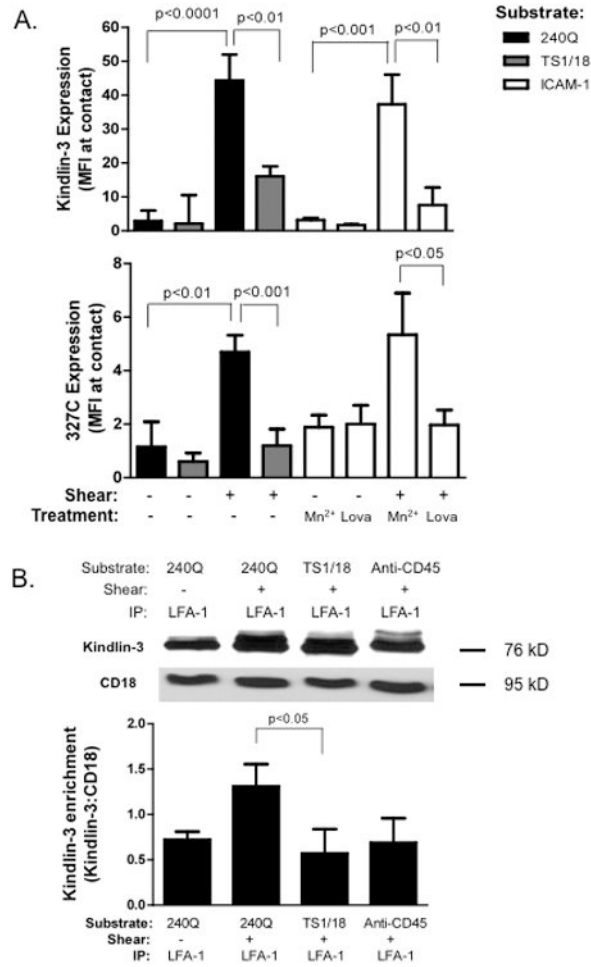 A.
Substrate:
240Q
TS1/18
ICAM-1
p<0.0001
p<0.01
p<0.001
p<0.01
Kindlin-3 Expression
(MFI at contact)
60
50
40
30
20
10
0
p<0.01
p<0.001
p<0.05
327C Expression
(MFI at contact)
8
6
4
2
0
Shear: - - + + - - + +
Treatment: - - - - Mn²⁺ Lova Mn²⁺ Lova
B.
Substrate: 240Q 240Q TS1/18 Anti-CD45
Shear: - + + +
IP: LFA-1 LFA-1 LFA-1 LFA-1
Kindlin-3 76 kD
CD18 95 kD
p<0.05
Kindlin-3 enrichment
(Kindlin-3:CD18)
2.0
1.5
1.0
0.5
0.0
Substrate: 240Q 240Q TS1/18 Anti-CD45
Shear: - + + +
IP: LFA-1 LFA-1 LFA-1 LFA-1